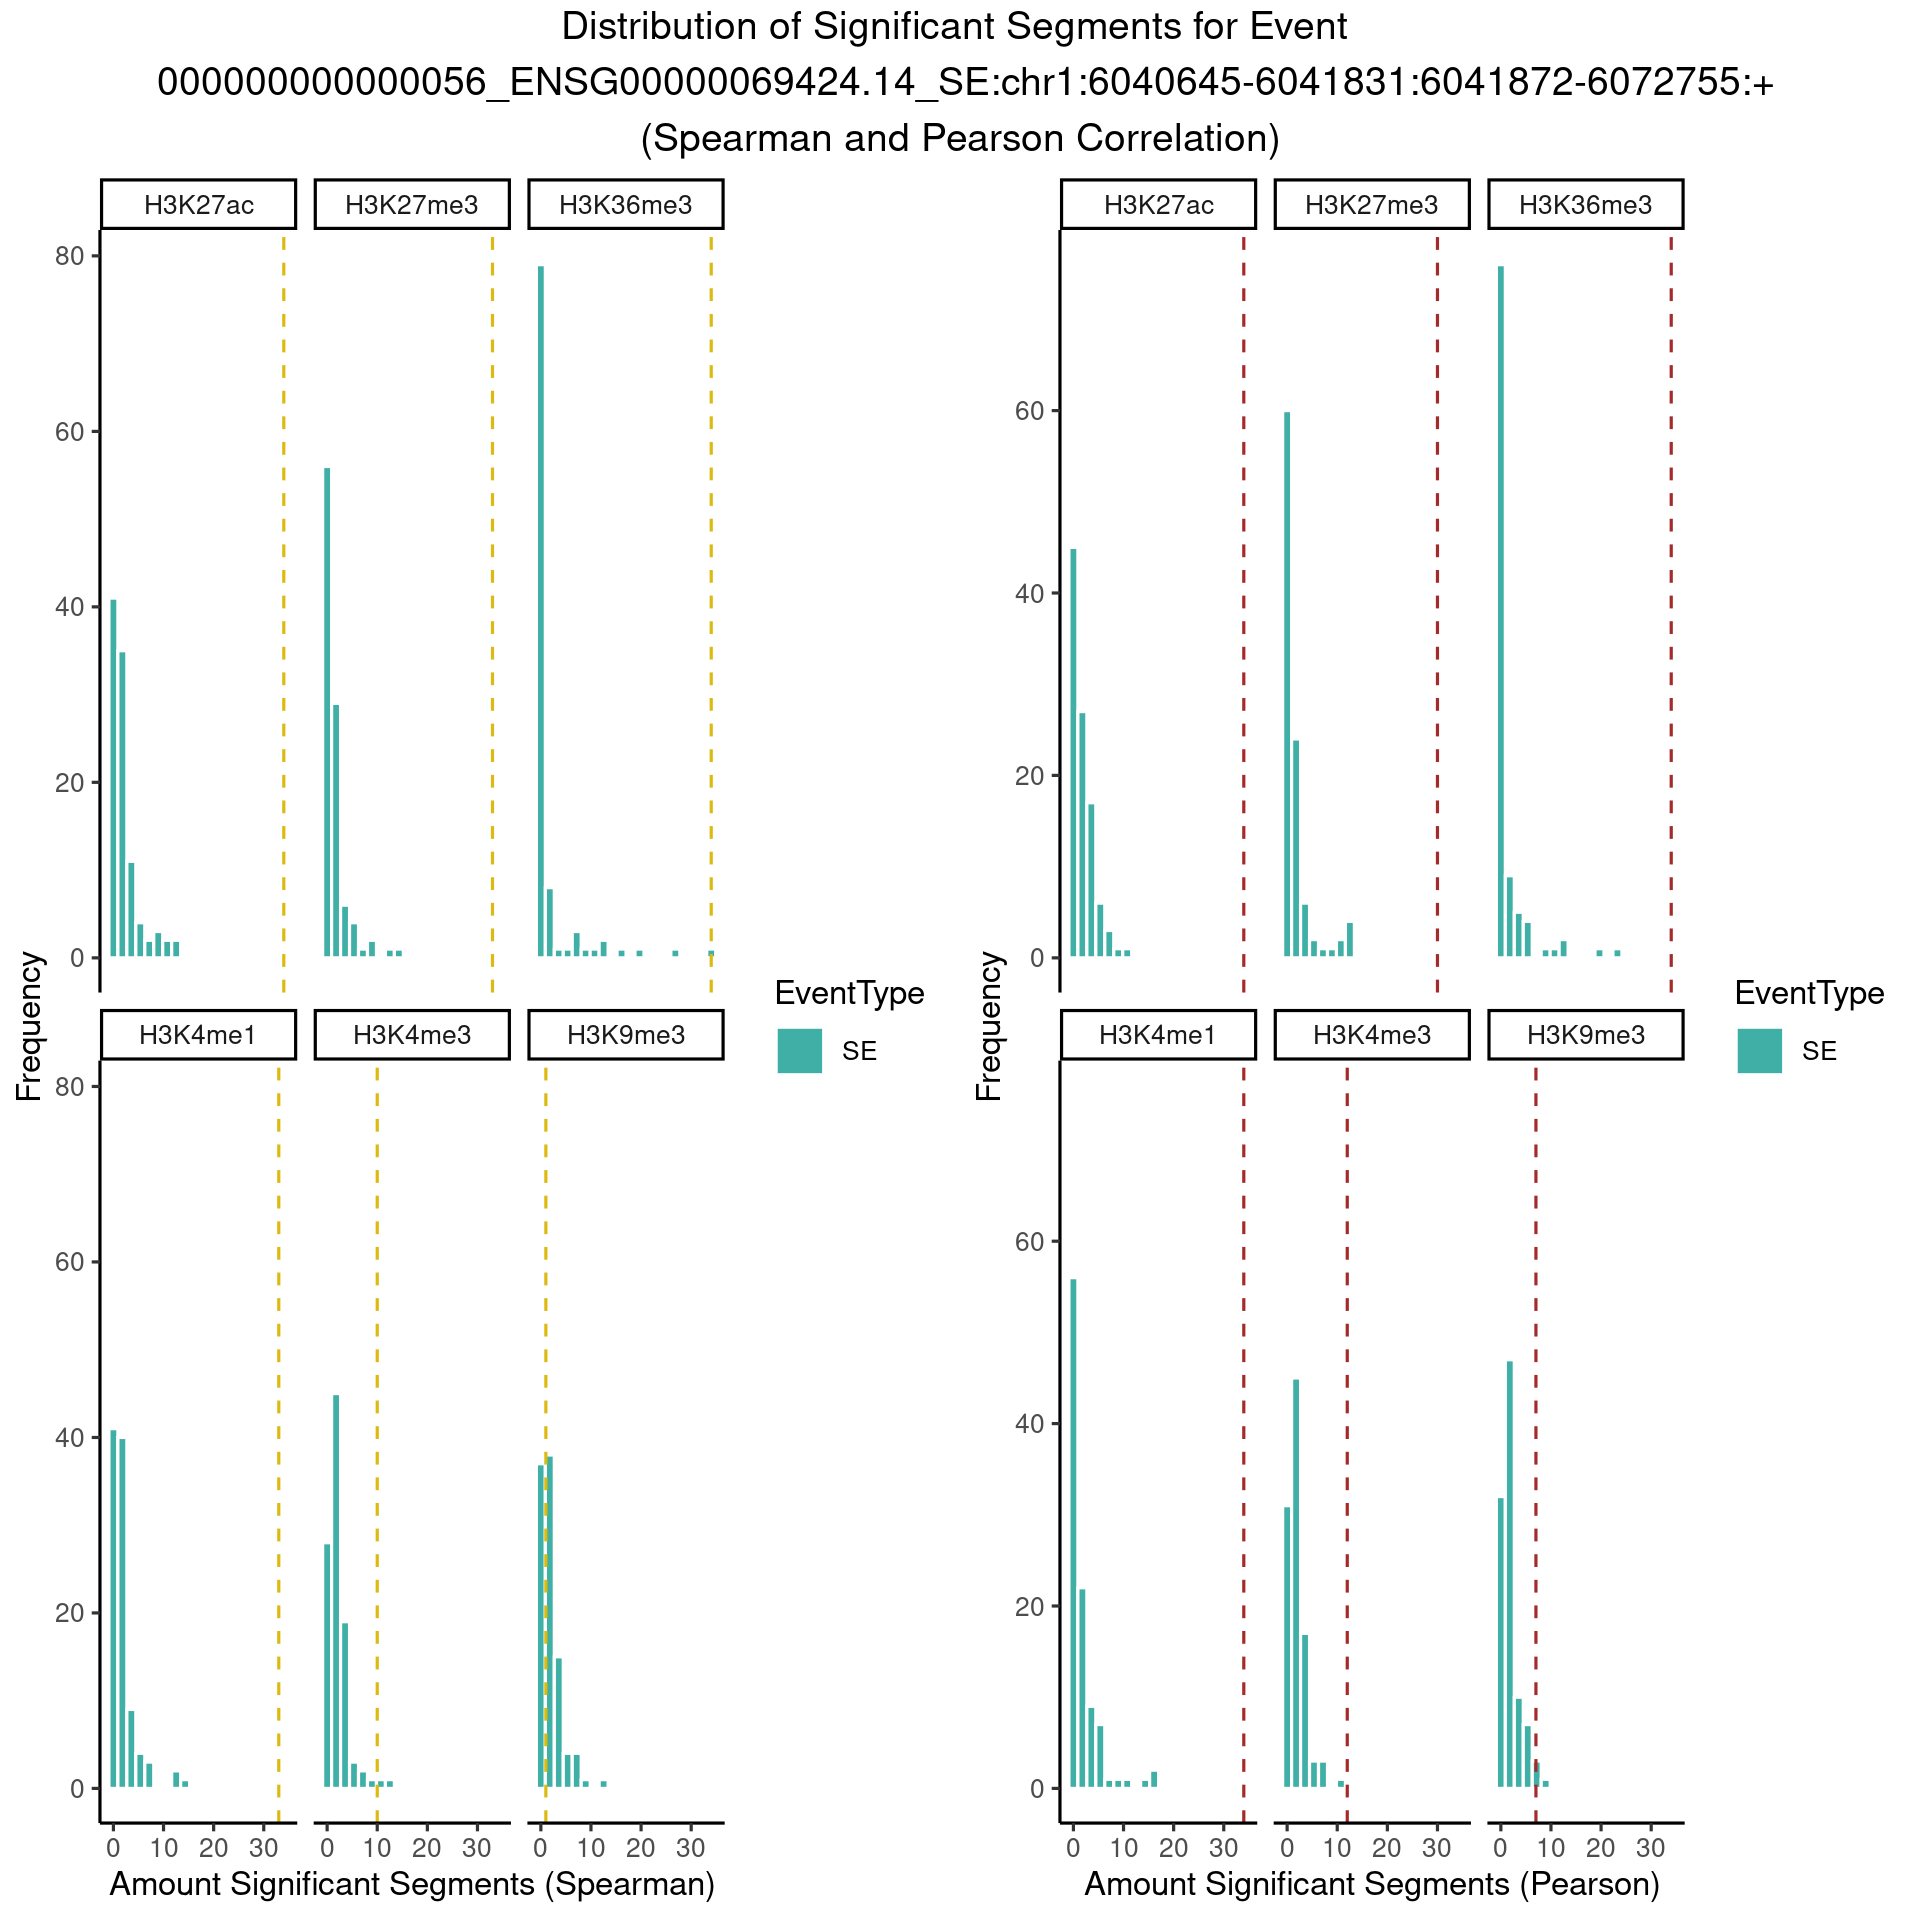 Distribution of Significant Segments for Event
000000000000056_ENSG00000069424.14_SE:chr1:6040645-6041831:6041872-6072755:+
(Spearman and Pearson Correlation)
H3K27ac
H3K27me3
H3K36me3
80
60
40
20
0
H3K4me1
H3K4me3
H3K9me3
80
60
40
20
0
0 10 20 30
0 10 20 30
0 10 20 30
Frequency
Amount Significant Segments (Spearman)
EventType
SE
H3K27ac
H3K27me3
H3K36me3
60
40
20
0
H3K4me1
H3K4me3
H3K9me3
60
40
20
0
0 10 20 30
0 10 20 30
0 10 20 30
Frequency
Amount Significant Segments (Pearson)
EventType
SE